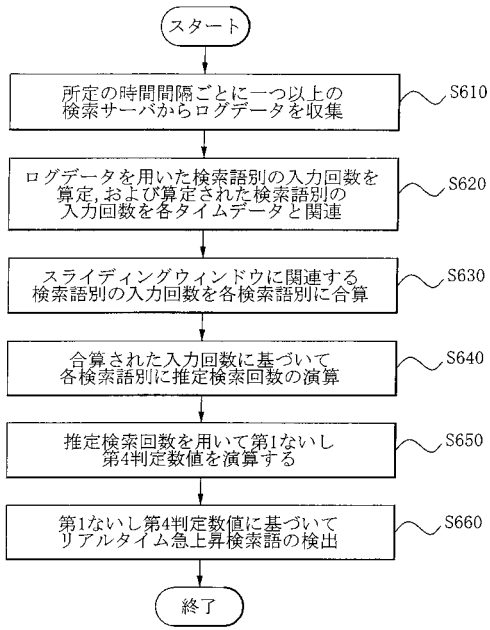 スタート
所定の時間間隔ごとに一つ以上の
検索サーバからログデータを収集
S610
ログデータを用いた検索語別の入力回数を
算定,および算定された検索語別の
入力回数を各タイムデータと関連
S620
スライディングウィンドウに関連する
検索語別の入力回数を各検索語別に合算
S630
合算された入力回数に基づいて
各検索語別に推定検索回数の演算
S640
推定検索回数を用いて第1ないし
第4判定数値を演算する
S650
第1ないし第4判定数値に基づいて
リアルタイム急上昇検索語の検出
S660
終了